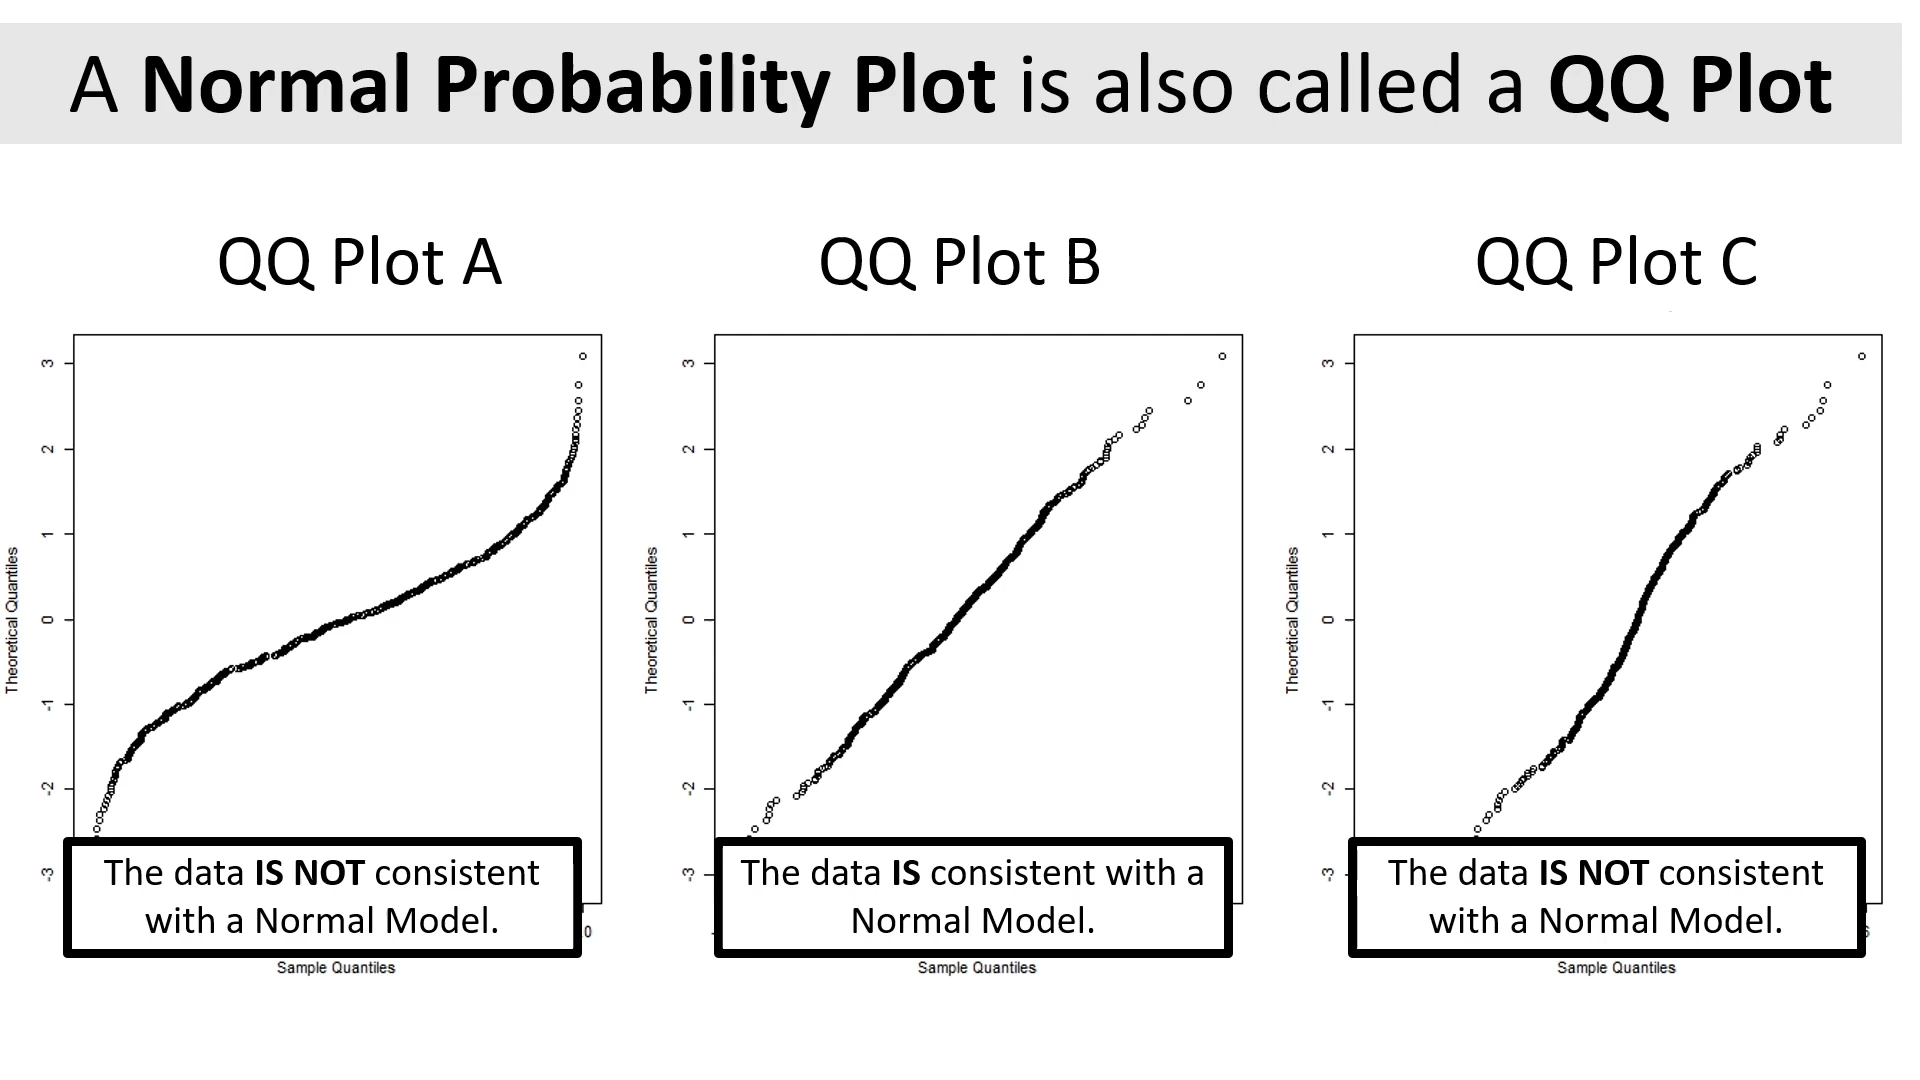 A Normal Probability Plot is also called a QQ Plot
QQ Plot A
QQ Plot B
QQ Plot C
3
2
1
0
-1
-2
-3
Theoretical Quantiles
The data IS NOT consistent
with a Normal Model.
0
Sample Quantiles
3
2
1
0
-1
-2
-3
Theoretical Quantiles
The data IS consistent with a
Normal Model.
Sample Quantiles
3
2
1
0
-1
-2
-3
Theoretical Quantiles
The data IS NOT consistent
with a Normal Model.
Sample Quantiles